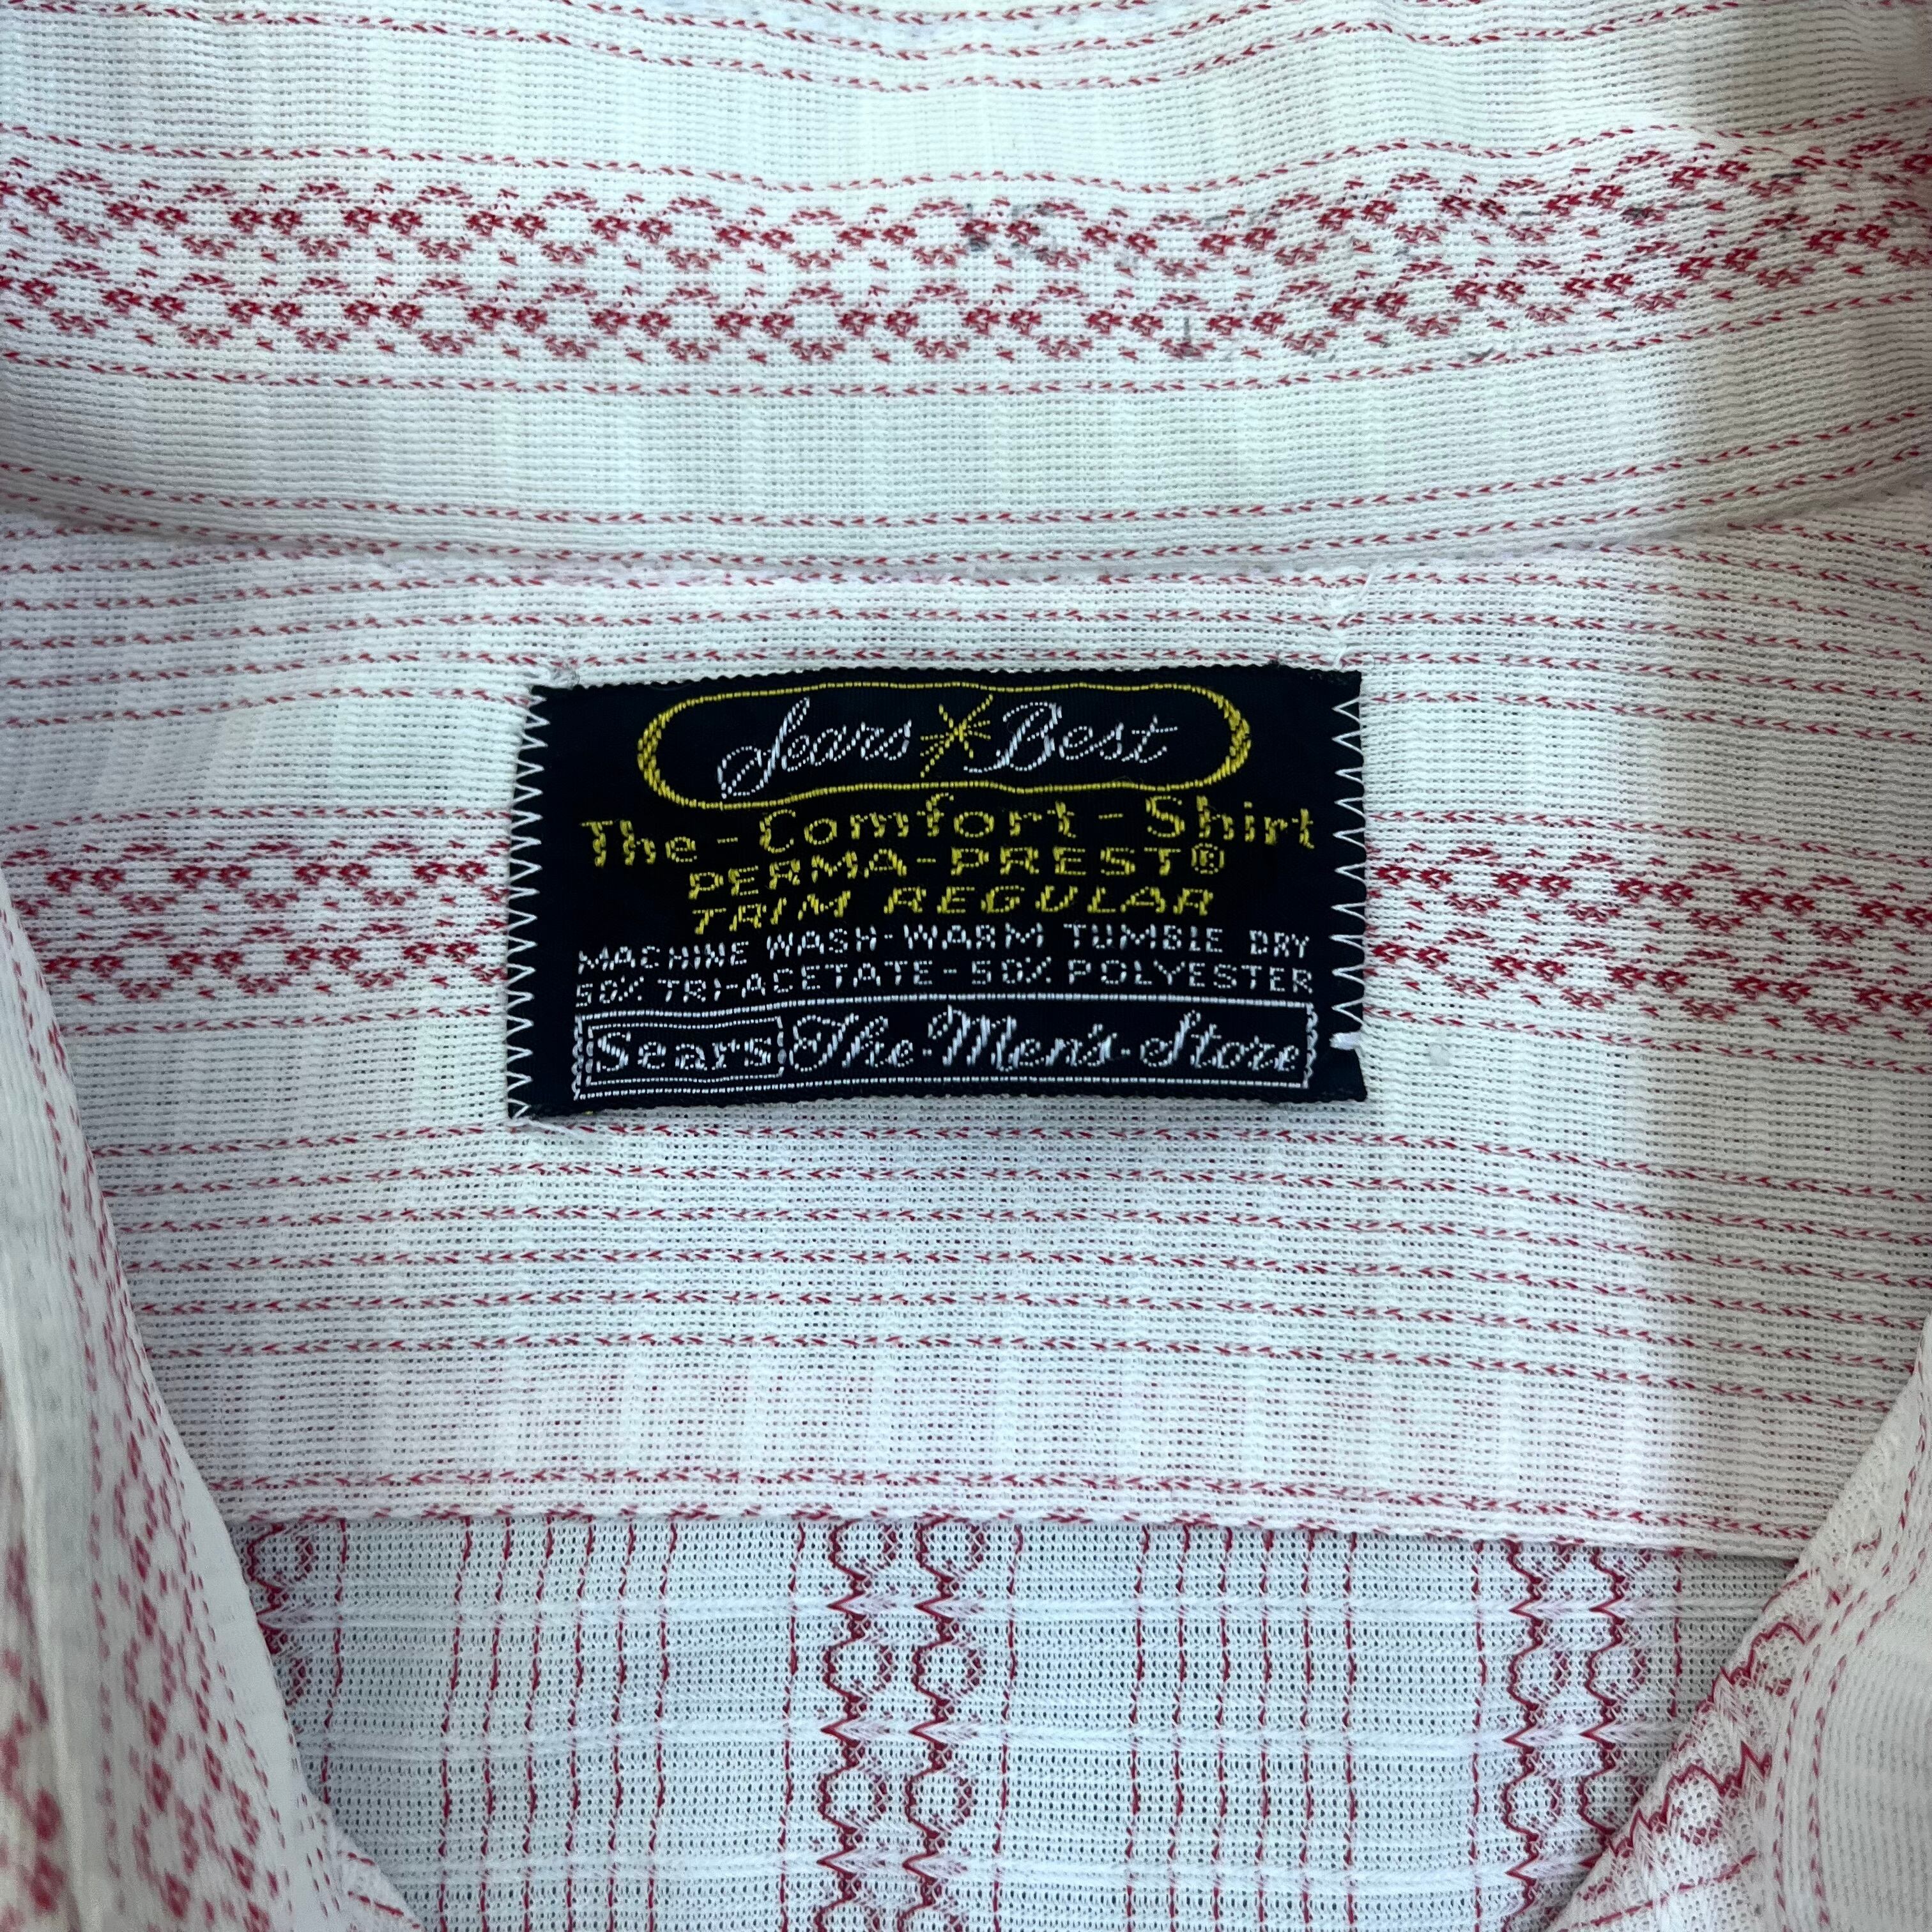 Sears Best
The-Comfort-Shirt
PERMA-PREST®
TRIM REGULAR
MACHINE WASH-WARM TUMBLE DRY
50% TRI-ACETATE-50% POLYESTER
Sears The-Men's-Store